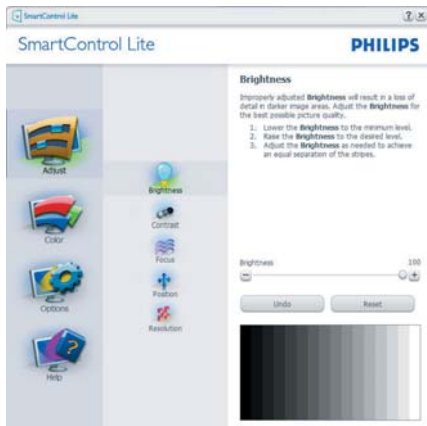 SmartControl Lite
SmartControl Lite
PHILIPS
Adjust
Color
Options
Help
Brightness
Contrast
Focus
Position
Resolution
Brightness
Improperly adjusted Brightness will result in a loss of
detail in darker image areas. Adjust the Brightness for
the best possible picture quality.
1. Lower the Brightness to the minimum level.
2. Raise the Brightness to the desired level.
3. Adjust the Brightness as needed to achieve
an equal separation of the stripes.
Brightness 100
Undo
Reset